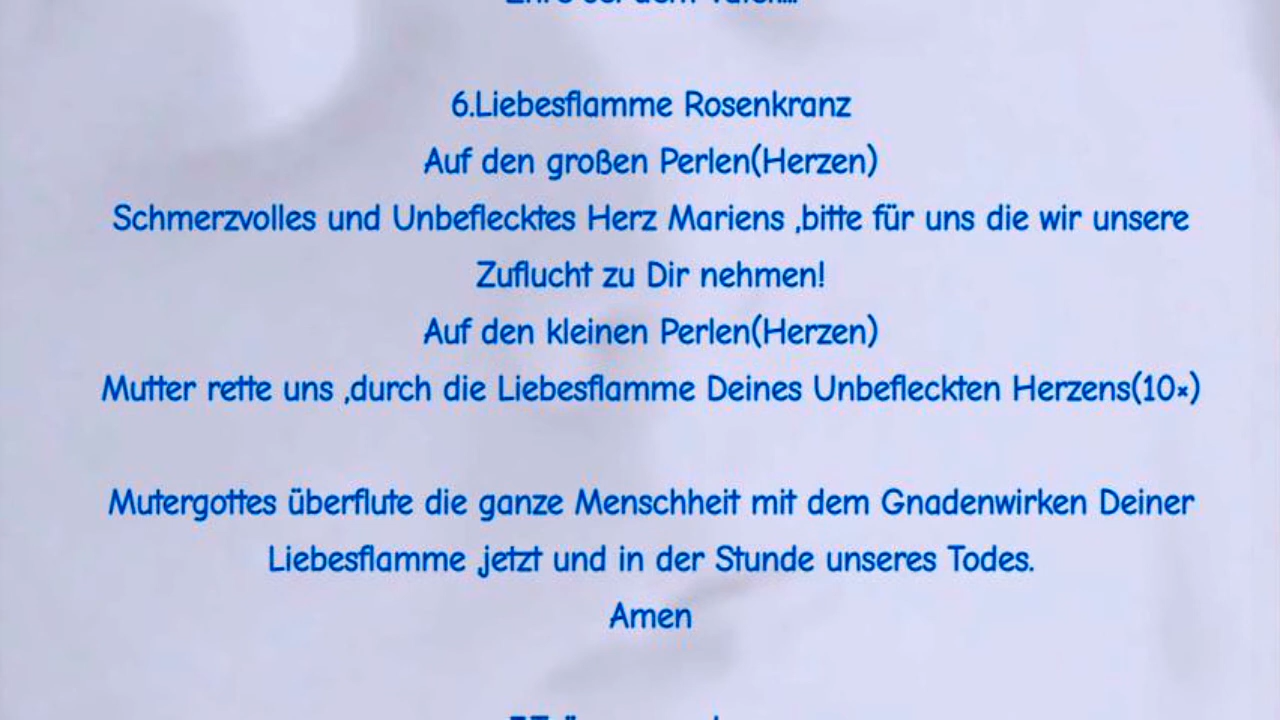 6.Liebesflamme Rosenkranz
Auf den großen Perlen(Herzen)
Schmerzvolles und Unbeflecktes Herz Mariens ,bitte für uns die wir unsere
Zuflucht zu Dir nehmen!
Auf den kleinen Perlen(Herzen)
Mutter rette uns ,durch die Liebesflamme Deines Unbefleckten Herzens(10×)
Mutergottes überflute die ganze Menschheit mit dem Gnadenwirken Deiner
Liebesflamme ,jetzt und in der Stunde unseres Todes.
Amen